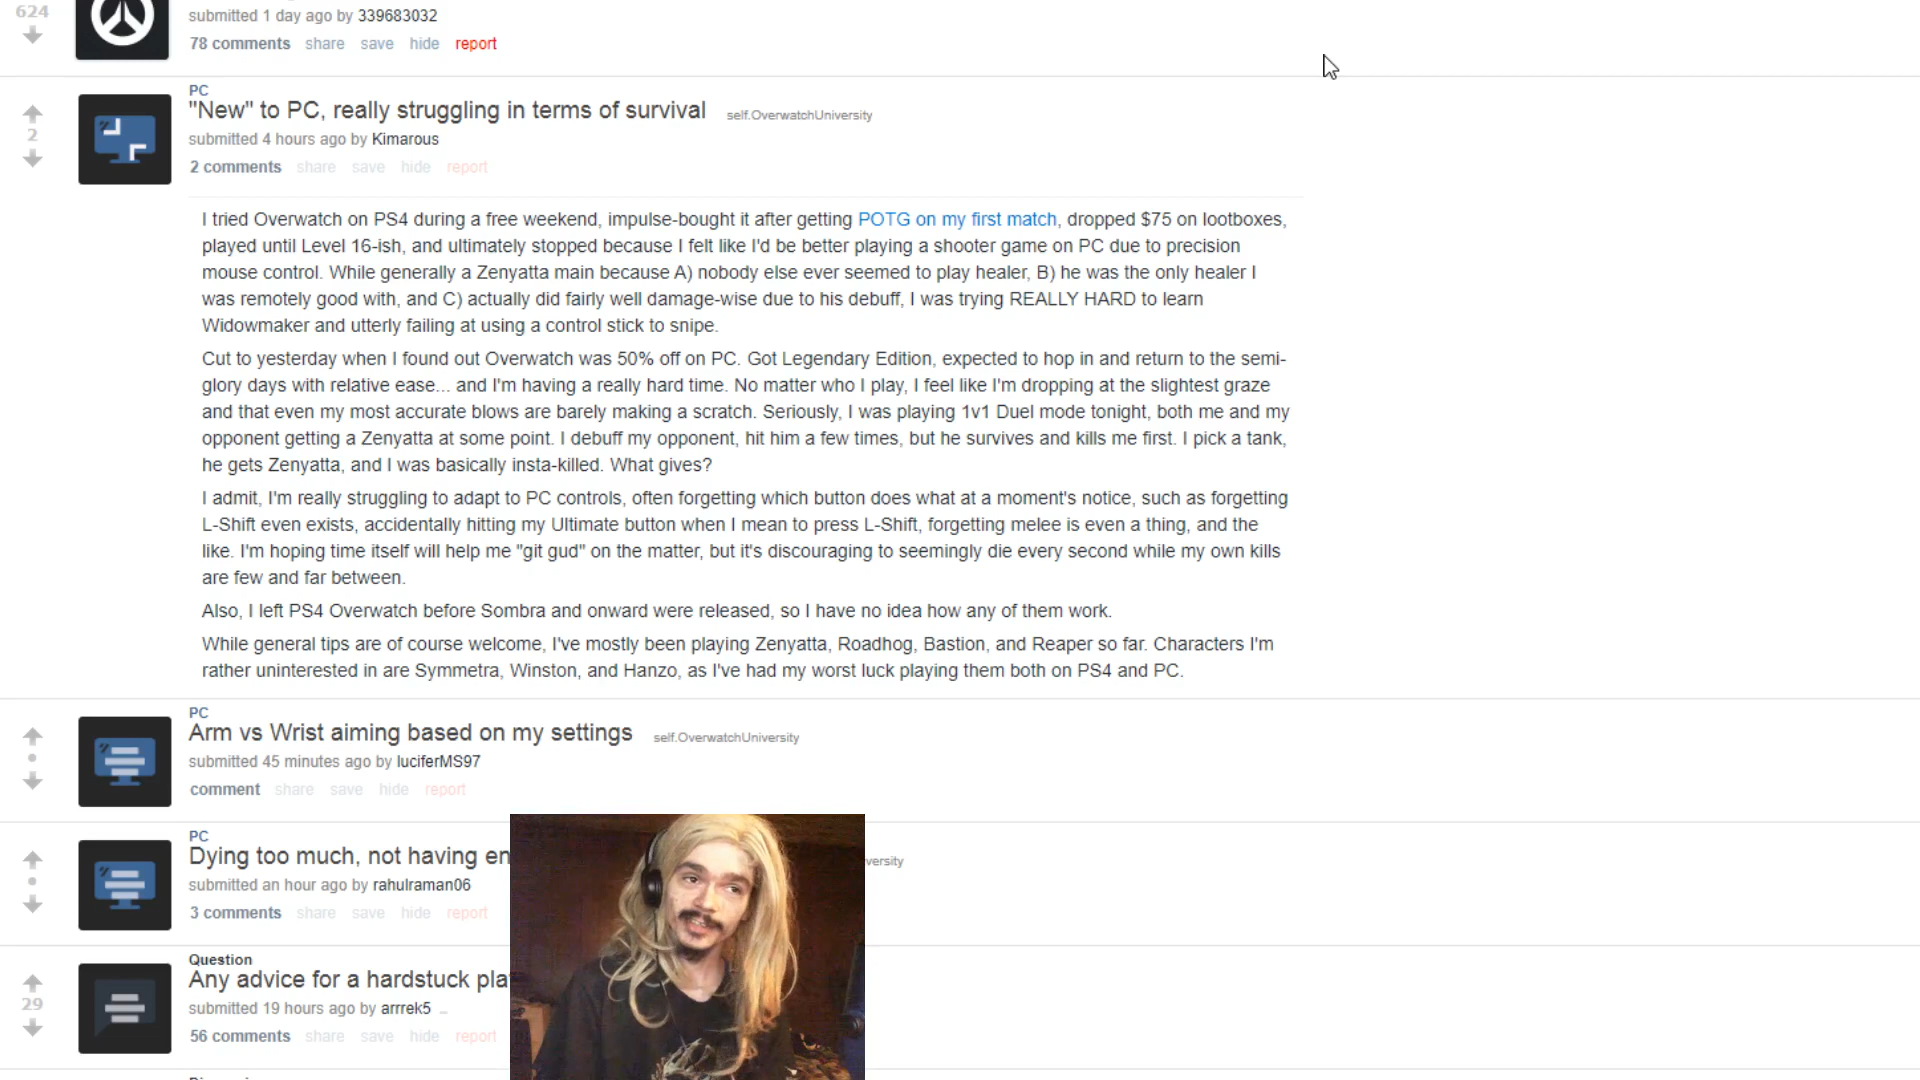 624
submitted 1 day ago by 339683032
78 comments share save hide report
PC
"New" to PC, really struggling in terms of survival self.OverwatchUniversity
2
submitted 4 hours ago by Kimarous
2 comments share save hide report
I tried Overwatch on PS4 during a free weekend, impulse-bought it after getting POTG on my first match, dropped $75 on lootboxes,
played until Level 16-ish, and ultimately stopped because I felt like I'd be better playing a shooter game on PC due to precision
mouse control. While generally a Zenyatta main because A) nobody else ever seemed to play healer, B) he was the only healer I
was remotely good with, and C) actually did fairly well damage-wise due to his debuff, I was trying REALLY HARD to learn
Widowmaker and utterly failing at using a control stick to snipe.
Cut to yesterday when I found out Overwatch was 50% off on PC. Got Legendary Edition, expected to hop in and return to the semi-
glory days with relative ease... and I'm having a really hard time. No matter who I play, I feel like I'm dropping at the slightest graze
and that even my most accurate blows are barely making a scratch. Seriously, I was playing 1v1 Duel mode tonight, both me and my
opponent getting a Zenyatta at some point. I debuff my opponent, hit him a few times, but he survives and kills me first. I pick a tank,
he gets Zenyatta, and I was basically insta-killed. What gives?
I admit, I'm really struggling to adapt to PC controls, often forgetting which button does what at a moment's notice, such as forgetting
L-Shift even exists, accidentally hitting my Ultimate button when I mean to press L-Shift, forgetting melee is even a thing, and the
like. I'm hoping time itself will help me "git gud" on the matter, but it's discouraging to seemingly die every second while my own kills
are few and far between.
Also, I left PS4 Overwatch before Sombra and onward were released, so I have no idea how any of them work.
While general tips are of course welcome, I've mostly been playing Zenyatta, Roadhog, Bastion, and Reaper so far. Characters I'm
rather uninterested in are Symmetra, Winston, and Hanzo, as I've had my worst luck playing them both on PS4 and PC.
PC
Arm vs Wrist aiming based on my settings self.OverwatchUniversity
submitted 45 minutes ago by luciferMS97
comment share save hide report
PC
Dying too much, not having en versity
submitted an hour ago by rahulraman06
3 comments share save hide report
Question
Any advice for a hardstuck pla
29
submitted 19 hours ago by arrrek5
56 comments share save hide report